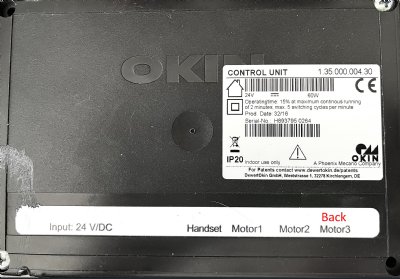 OKIN
CONTROL UNIT 1.35.000.004.30
24V 60W
Operatingtime: 15% at maximum continous running
of 2 minutes: max. 5 switching cycles per minute
Prod. Date: 32/16
Serial-No.: H893795 0264
IP20 Indoor use only
OKIN
A Phoenix Mecano Company
For Patents contact www.dewertokin.de/patents
DewertOkin GmbH, Weststrasse 1, 32278 Kirchlengern, DE
Back
Input: 24 V/DC Handset Motor1 Motor2 Motor3